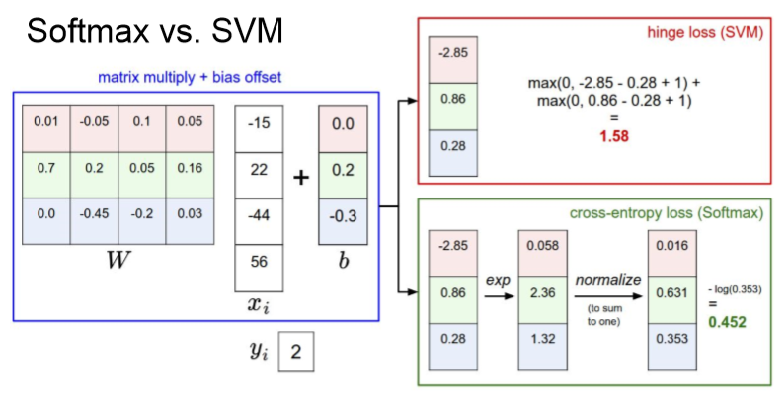 Softmax vs. SVM
matrix multiply + bias offset
0.01 -0.05 0.1 0.05
0.7 0.2 0.05 0.16
0.0 -0.45 -0.2 0.03
W
-15
22
-44
56
xi
+
0.0
0.2
-0.3
b
yi 2
hinge loss (SVM)
-2.85
0.86
0.28
max(0, -2.85 - 0.28 + 1) +
max(0, 0.86 - 0.28 + 1)
=
1.58
cross-entropy loss (Softmax)
-2.85
0.86
0.28
exp
0.058
2.36
1.32
normalize
(to sum
to one)
0.016
0.631
0.353
- log(0.353)
=
0.452